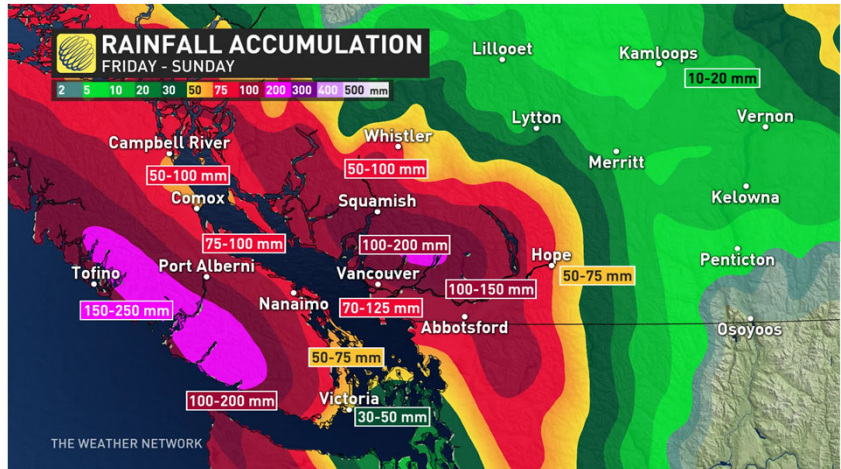 RAINFALL ACCUMULATION
FRIDAY - SUNDAY
2 5 10 20 30 50 75 100 200 300 400 500 mm
Lillooet
Kamloops
10-20 mm
Campbell River
Whistler
Lytton
Vernon
50-100 mm
50-100 mm
Merritt
Comox
Squamish
Kelowna
75-100 mm
100-200 mm
Tofino
Port Alberni
Vancouver
Hope
Penticton
50-75 mm
150-250 mm
Nanaimo
70-125 mm
100-150 mm
Abbotsford
Osoyoos
50-75 mm
100-200 mm
Victoria
30-50 mm
THE WEATHER NETWORK